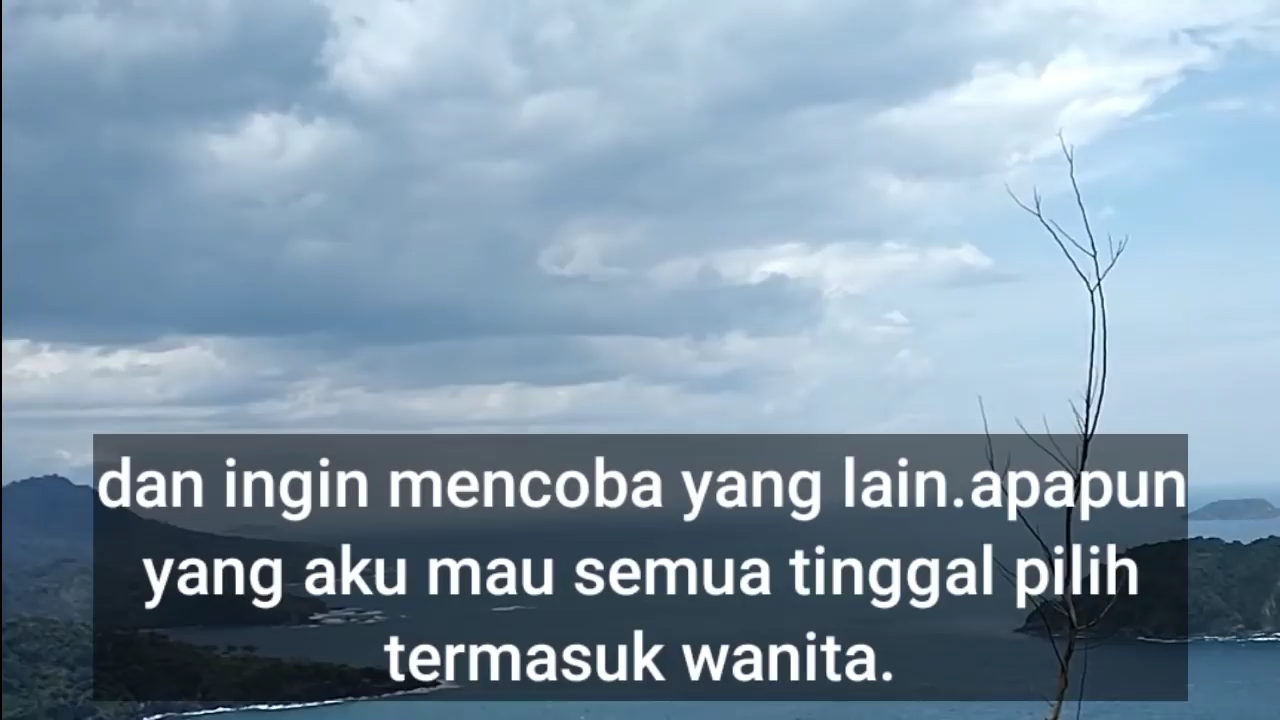 dan ingin mencoba yang lain.apapun
yang aku mau semua tinggal pilih
termasuk wanita.